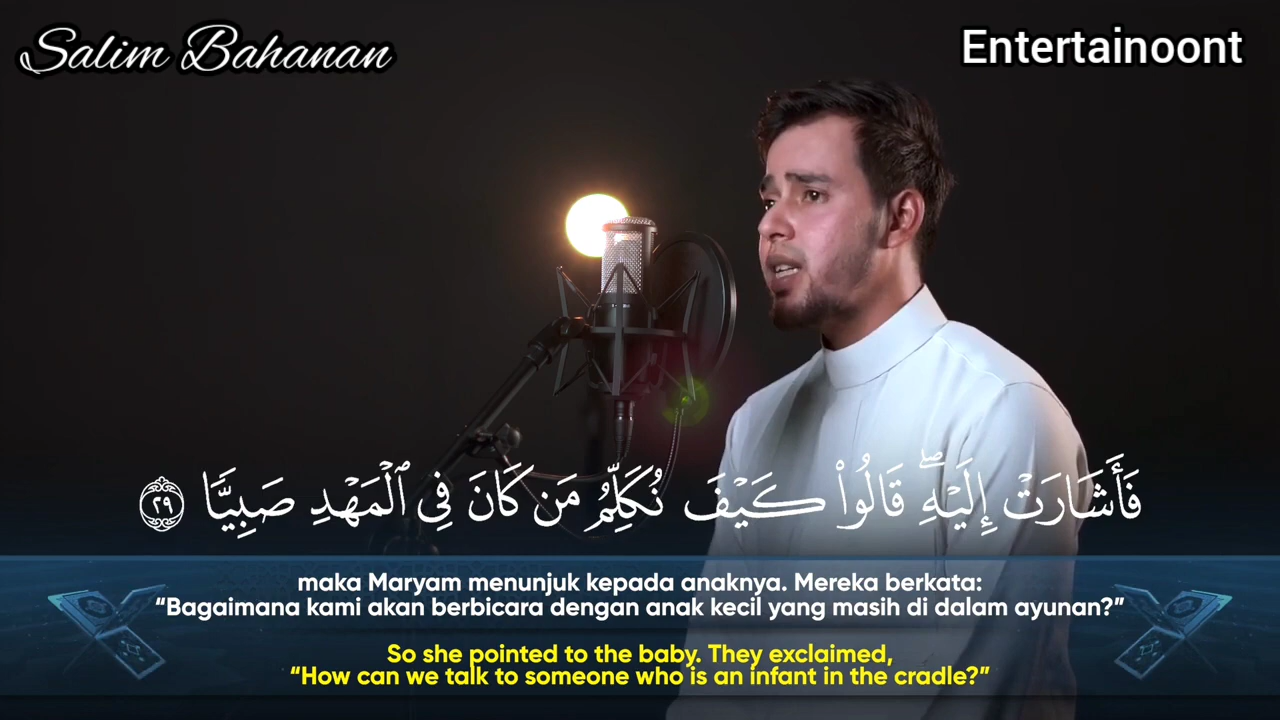 Salim Bahanan
Entertainoont
فَأَشَارَتْ إِلَيْهِ ۖ قَالُوا۟ كَيْفَ نُكَلِّمُ مَن كَانَ فِى ٱلْمَهْدِ صَبِيًّا ٢٩
maka Maryam menunjuk kepada anaknya. Mereka berkata:
“Bagaimana kami akan berbicara dengan anak kecil yang masih di dalam ayunan?”
So she pointed to the baby. They exclaimed,
“How can we talk to someone who is an infant in the cradle?”